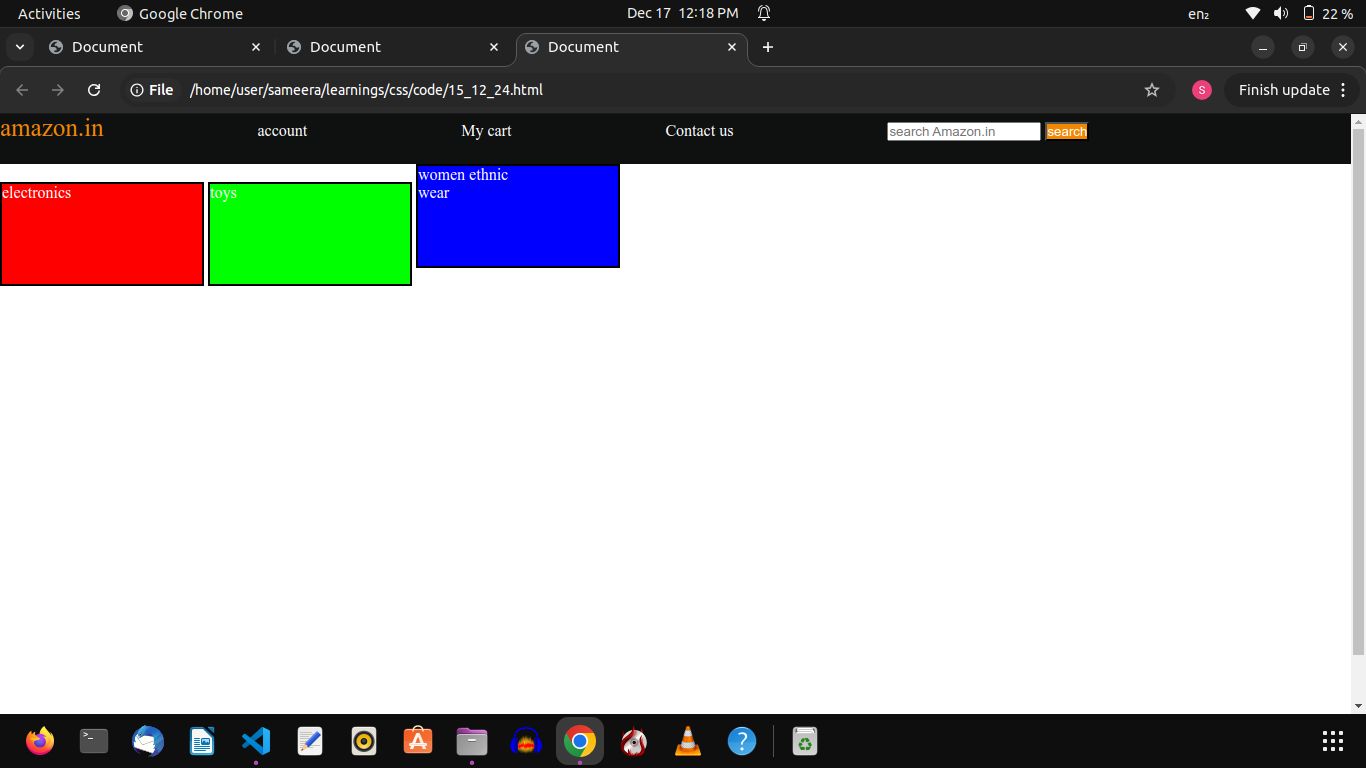 Activities Google Chrome Dec 17 12:18 PM en₂ 22 %
Document Document Document
File /home/user/sameera/learnings/css/code/15_12_24.html S Finish update
amazon.in account My cart Contact us search Amazon.in search
electronics toys women ethnic
wear